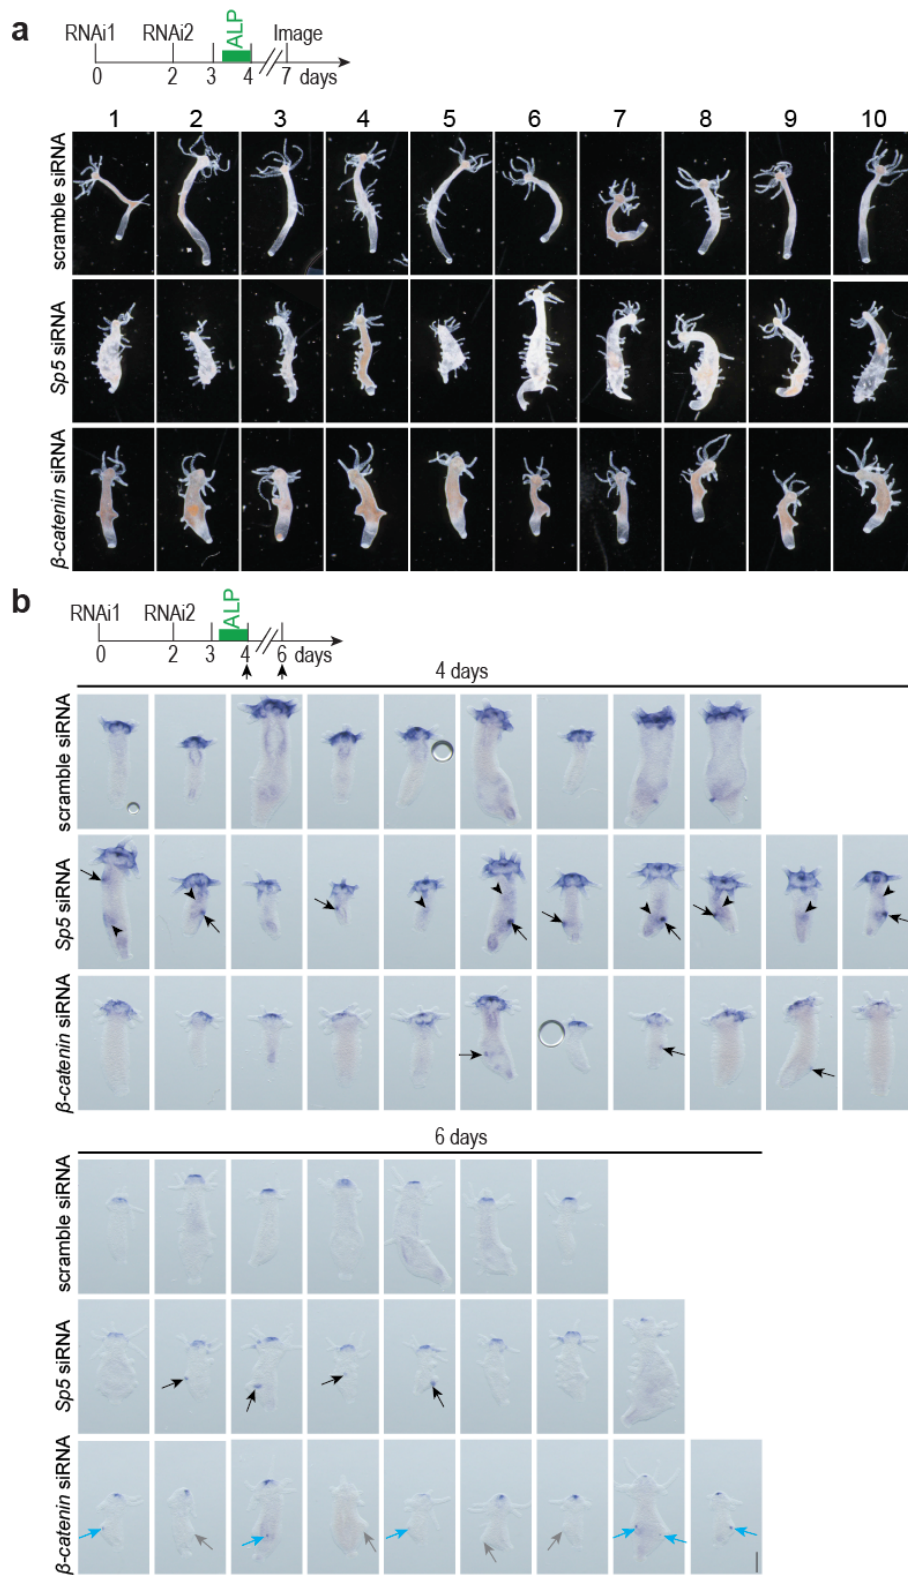 a
RNAi1 RNAi2 ALP Image
0 2 3 4 7 days
1 2 3 4 5 6 7 8 9 10
scramble siRNA
Sp5 siRNA
β-catenin siRNA
b
RNAi1 RNAi2 ALP
0 2 3 4 6 days
4 days
scramble siRNA
Sp5 siRNA
β-catenin siRNA
6 days
scramble siRNA
Sp5 siRNA
β-catenin siRNA